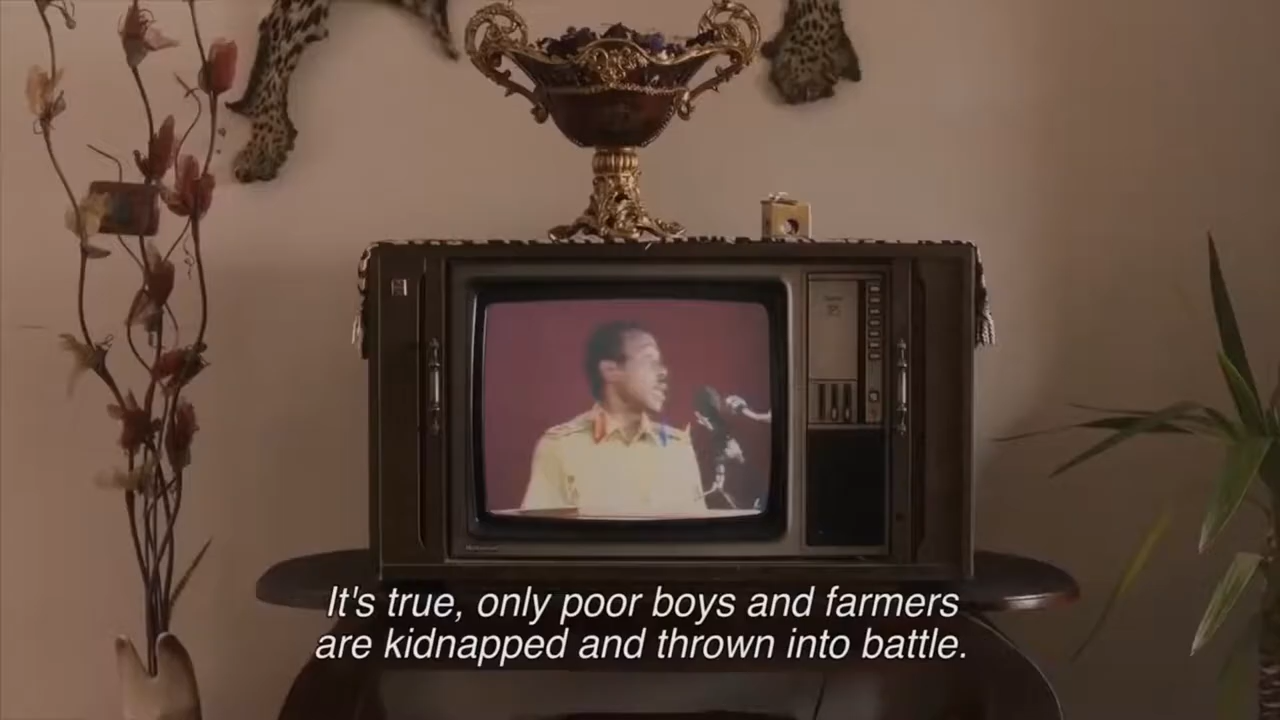 It's true, only poor boys and farmers
are kidnapped and thrown into battle.